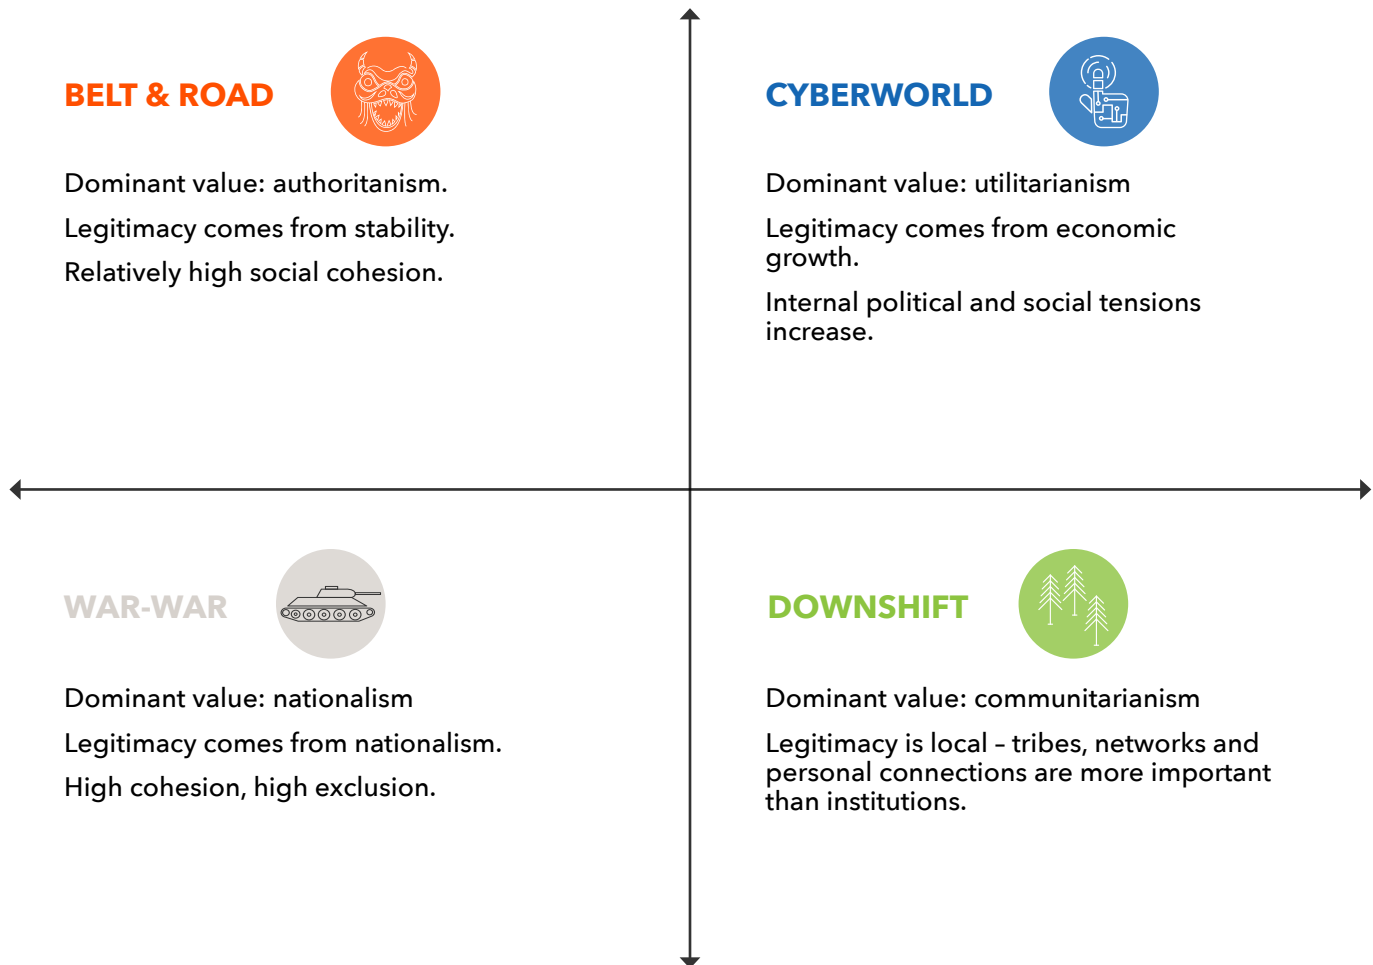 BELT & ROAD
Dominant value: authoritanism.
Legitimacy comes from stability.
Relatively high social cohesion.
CYBERWORLD
Dominant value: utilitarianism
Legitimacy comes from economic
growth.
Internal political and social tensions
increase.
WAR-WAR
Dominant value: nationalism
Legitimacy comes from nationalism.
High cohesion, high exclusion.
DOWNSHIFT
Dominant value: communitarianism
Legitimacy is local – tribes, networks and
personal connections are more important
than institutions.